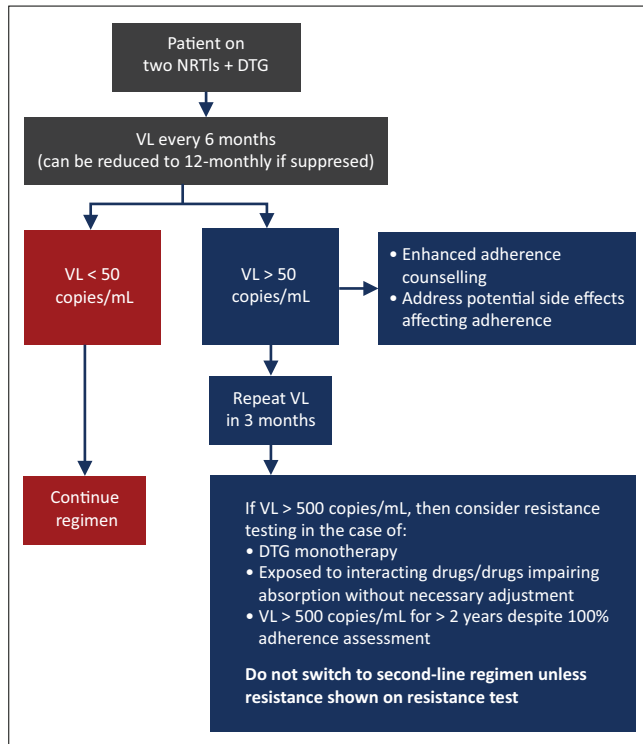 Patient on
two NRTIs + DTG
VL every 6 months
(can be reduced to 12-monthly if suppresed)
VL < 50
copies/mL
VL > 50
copies/mL
• Enhanced adherence
counselling
• Address potential side effects
affecting adherence
Repeat VL
in 3 months
Continue
regimen
If VL > 500 copies/mL, then consider resistance
testing in the case of:
• DTG monotherapy
• Exposed to interacting drugs/drugs impairing
absorption without necessary adjustment
• VL > 500 copies/mL for > 2 years despite 100%
adherence assessment
Do not switch to second-line regimen unless
resistance shown on resistance test